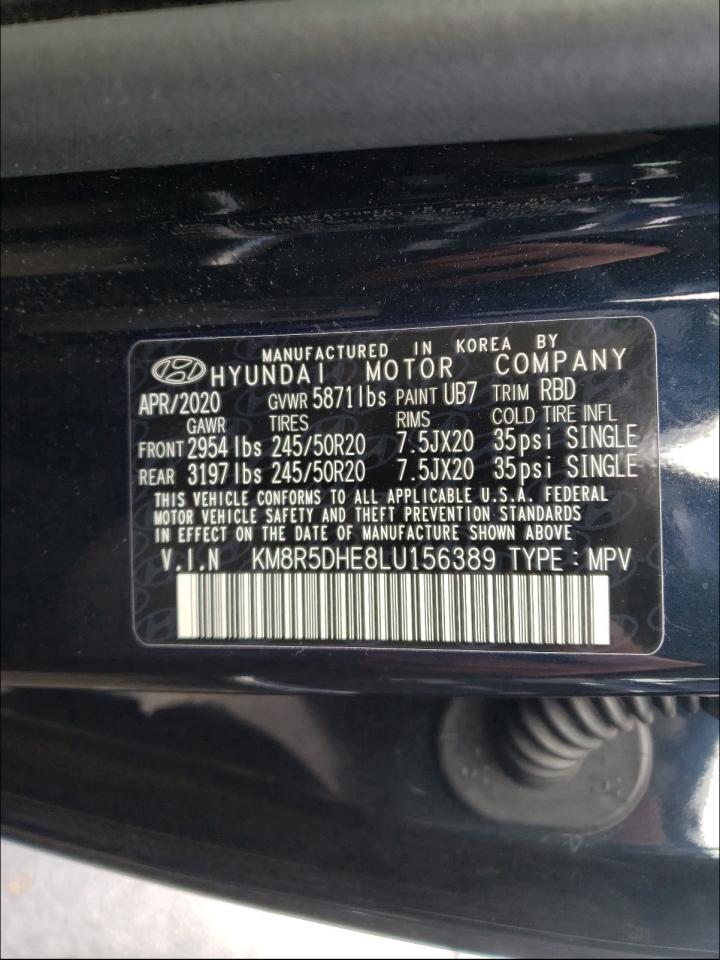 MANUFACTURED IN KOREA BY
HYUNDAI MOTOR COMPANY
APR/2020 GVWR 5871lbs PAINT UB7 TRIM RBD
GAWR TIRES RIMS COLD TIRE INFL
FRONT 2954lbs 245/50R20 7.5JX20 35psi SINGLE
REAR 3197lbs 245/50R20 7.5JX20 35psi SINGLE
THIS VEHICLE CONFORMS TO ALL APPLICABLE U.S.A. FEDERAL
MOTOR VEHICLE SAFETY AND THEFT PREVENTION STANDARDS
IN EFFECT ON THE DATE OF MANUFACTURE SHOWN ABOVE.
V.I.N KM8R5DHE8LU156389 TYPE : MPV